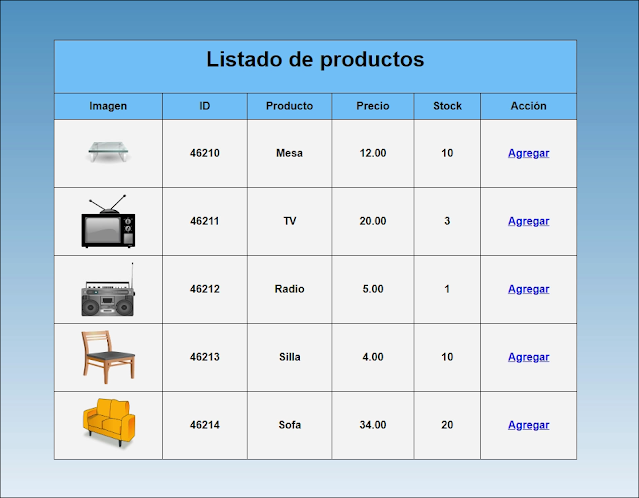 Listado de productos
Imagen ID Producto Precio Stock Acción
46210 Mesa 12.00 10 Agregar
46211 TV 20.00 3 Agregar
46212 Radio 5.00 1 Agregar
46213 Silla 4.00 10 Agregar
46214 Sofa 34.00 20 Agregar